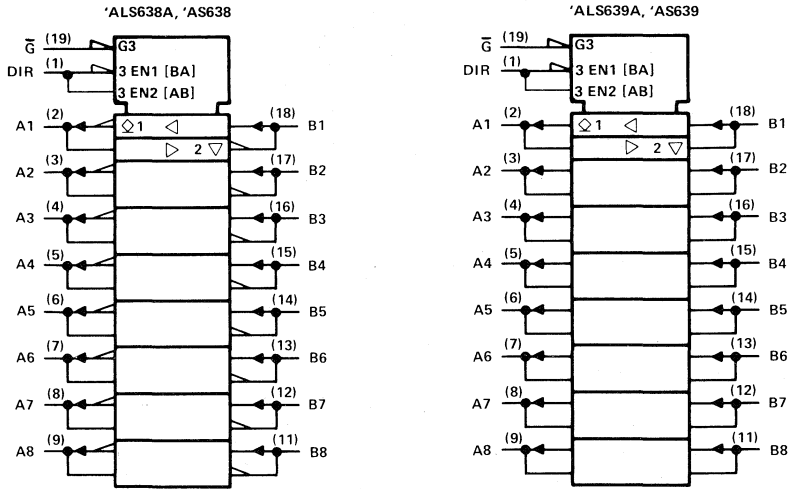 'ALS638A, 'AS638
G̅ (19) G3
DIR (1) 3 EN1 [BA]
3 EN2 [AB]
A1 (2) 1 (18) B1
2
A2 (3) (17) B2
A3 (4) (16) B3
A4 (5) (15) B4
A5 (6) (14) B5
A6 (7) (13) B6
A7 (8) (12) B7
A8 (9) (11) B8
'ALS639A, 'AS639
G̅ (19) G3
DIR (1) 3 EN1 [BA]
3 EN2 [AB]
A1 (2) 1 (18) B1
2
A2 (3) (17) B2
A3 (4) (16) B3
A4 (5) (15) B4
A5 (6) (14) B5
A6 (7) (13) B6
A7 (8) (12) B7
A8 (9) (11) B8